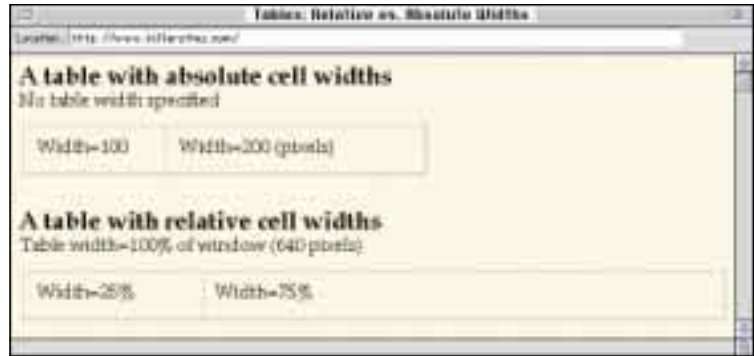 Tables: Relative vs. Absolute Widths
Location: http://www.killersites.com/
A table with absolute cell widths
No table width specified
Width=100 Width=200 (pixels)
A table with relative cell widths
Table width=100% of window (640 pixels)
Width=25% Width=75%